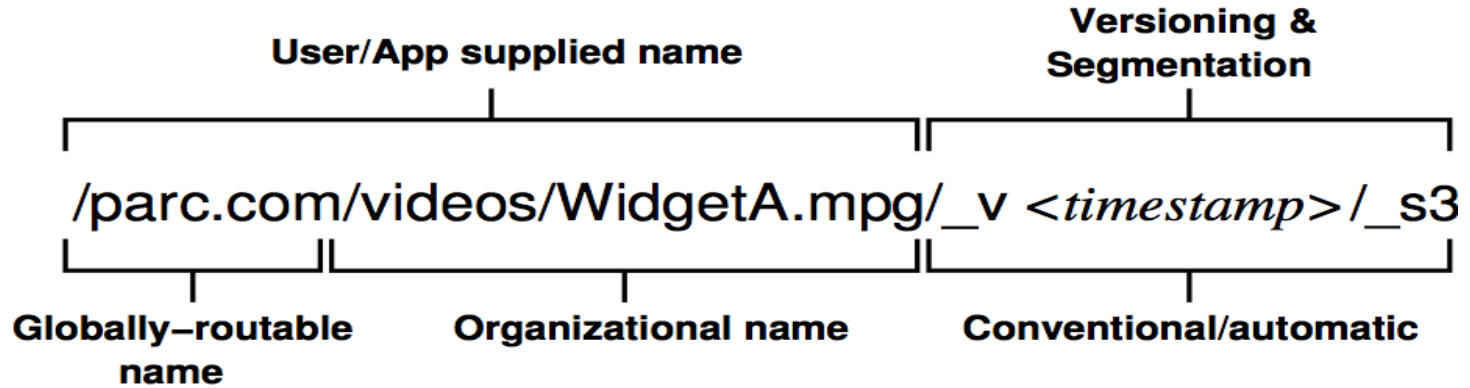 User/App supplied name
Versioning &
Segmentation
/parc.com/videos/WidgetA.mpg/_v <timestamp>/_s3
Globally–routable
name
Organizational name
Conventional/automatic